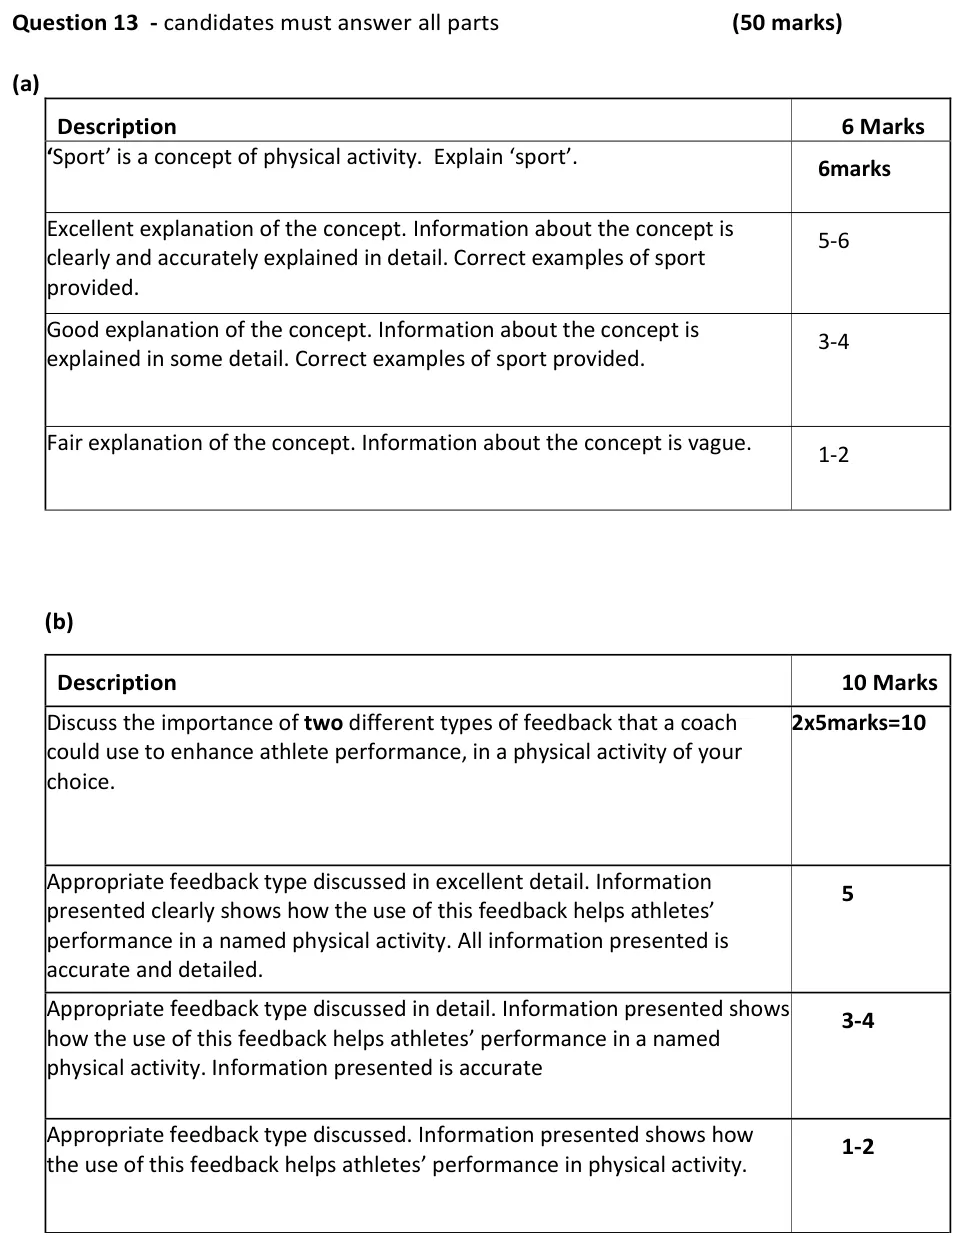 Question 13  - candidates must answer all parts (50 marks)
(a)
Description 6 Marks
‘Sport’ is a concept of physical activity.  Explain ‘sport’. 6marks
Excellent explanation of the concept. Information about the concept is 5-6
clearly and accurately explained in detail. Correct examples of sport
provided.
Good explanation of the concept. Information about the concept is 3-4
explained in some detail. Correct examples of sport provided.
Fair explanation of the concept. Information about the concept is vague. 1-2
(b)
Description 10 Marks
Discuss the importance of two different types of feedback that a coach 2x5marks=10
could use to enhance athlete performance, in a physical activity of your
choice.
Appropriate feedback type discussed in excellent detail. Information 5
presented clearly shows how the use of this feedback helps athletes’
performance in a named physical activity. All information presented is
accurate and detailed.
Appropriate feedback type discussed in detail. Information presented shows 3-4
how the use of this feedback helps athletes’ performance in a named
physical activity. Information presented is accurate
Appropriate feedback type discussed. Information presented shows how 1-2
the use of this feedback helps athletes’ performance in physical activity.